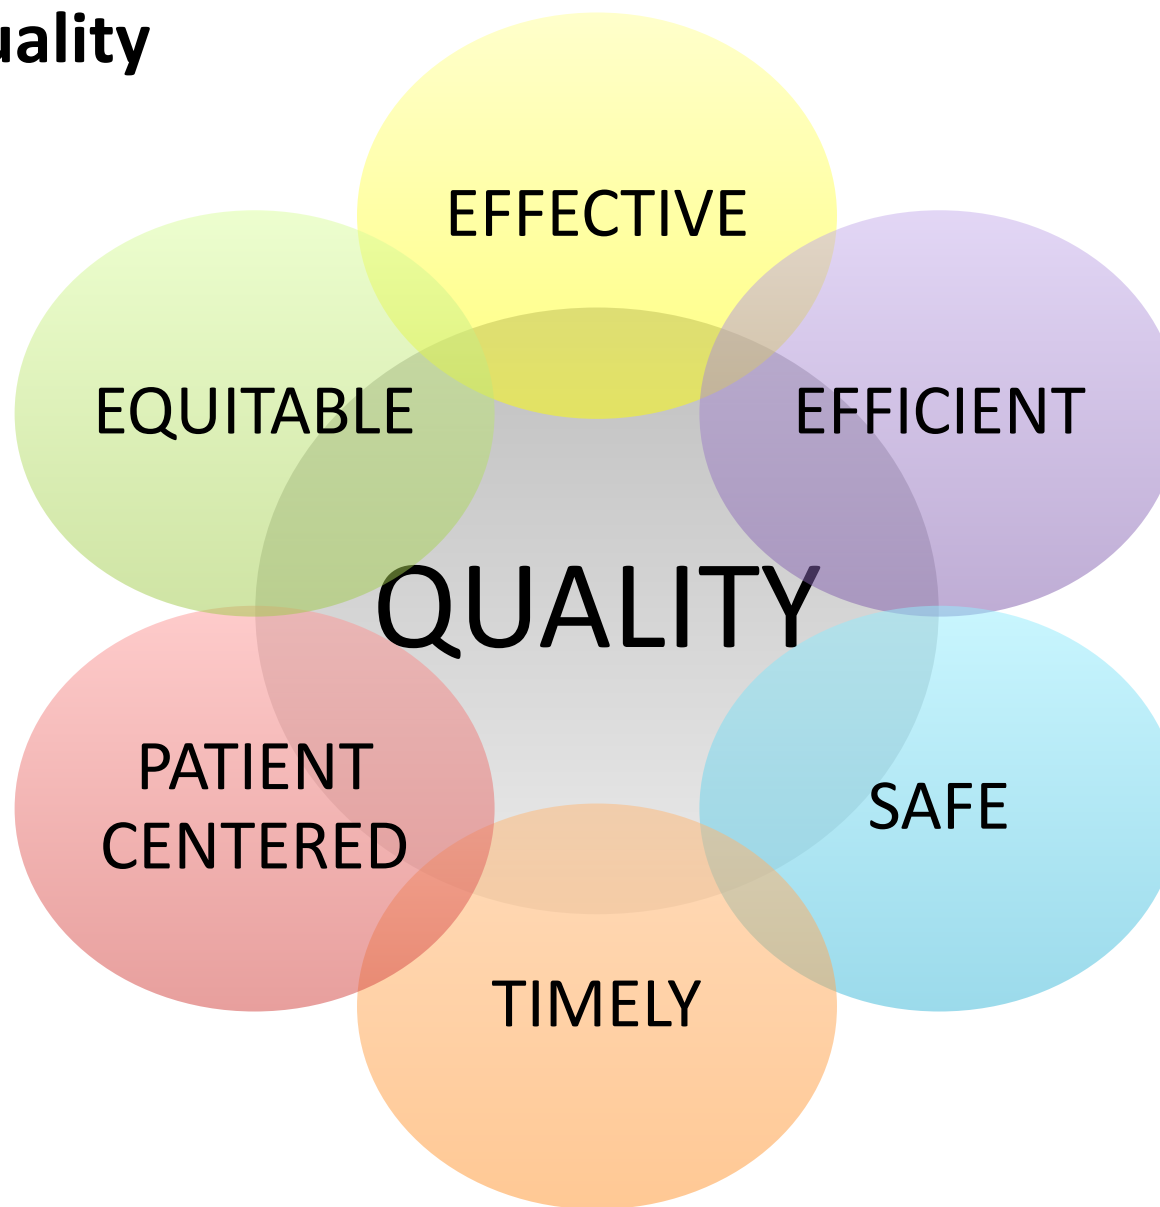 uality
EFFECTIVE
EQUITABLE
EFFICIENT
QUALITY
PATIENT
CENTERED
SAFE
TIMELY